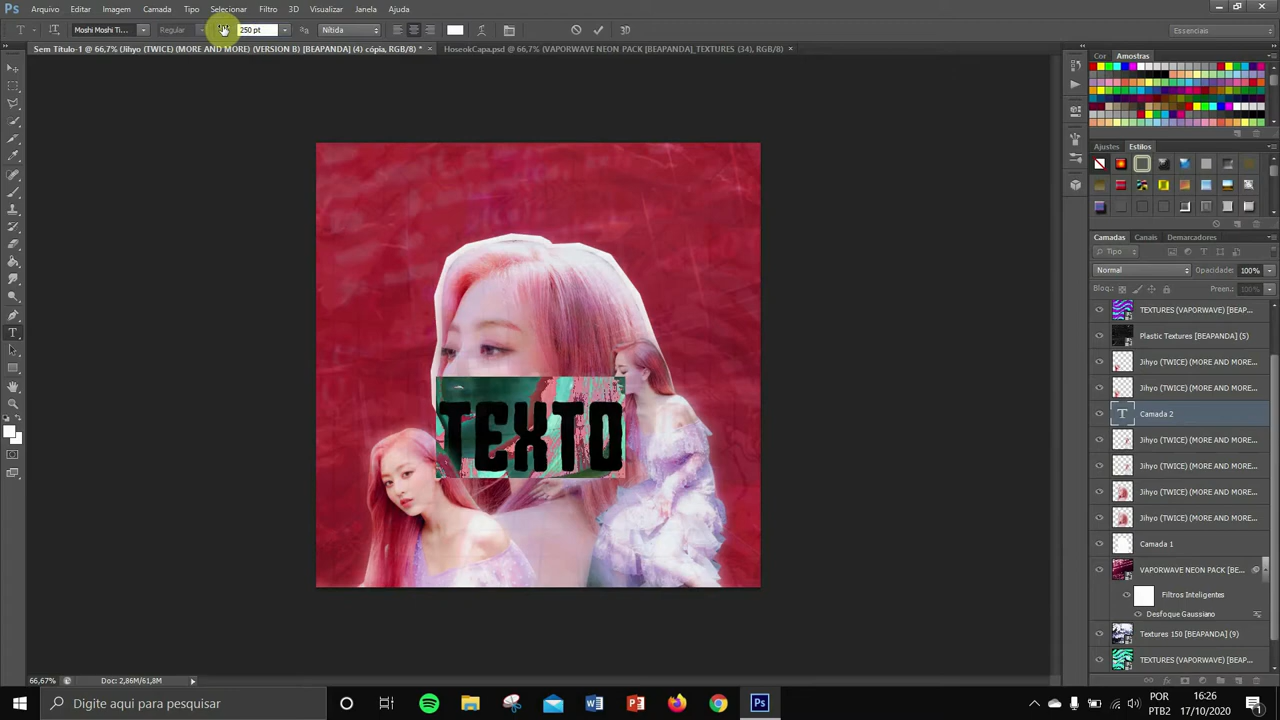 Ps Arquivo Editar Imagem Camada Tipo Selecionar Filtro 3D Visualizar Janela Ajuda
Moshi Moshi Ti... Regular 250 pt Nítida 3D Essenciais
Sem Título-1 @ 66,7% (Jihyo (TWICE) (MORE AND MORE) (VERSION B) [BEAPANDA] (4) cópia, RGB/8) * × HoseokCapa.psd @ 66,7% (VAPORWAVE NEON PACK [BEAPANDA]_TEXTURES (34), RGB/8) ×
Cor Amostras
Ajustes Estilos
Camadas Canais Demarcadores
Tipo
Normal Opacidade: 100%
Bloq.: Preen.: 100%
TEXTURES (VAPORWAVE) [BEAP...
Plastic Textures [BEAPANDA] (5)
Jihyo (TWICE) (MORE AND MORE...
Jihyo (TWICE) (MORE AND MORE...
T Camada 2
Jihyo (TWICE) (MORE AND MORE...
Jihyo (TWICE) (MORE AND MORE...
Jihyo (TWICE) (MORE AND MORE...
Jihyo (TWICE) (MORE AND MORE...
Camada 1
VAPORWAVE NEON PACK [BE...
Filtros Inteligentes
Desfoque Gaussiano
Textures 150 [BEAPANDA] (9)
TEXTURES (VAPORWAVE) [BEAP...
TEXTO
66,67% Doc: 2,86M/61,8M
Digite aqui para pesquisar
POR
PTB2
16:26
17/10/2020